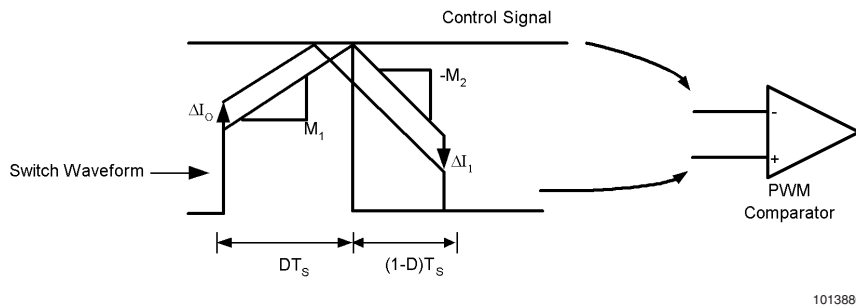 Control Signal
-M₂
ΔI₀
M₁
Switch Waveform
ΔI₁
-
+
PWM
Comparator
DTₛ
(1-D)Tₛ
101388